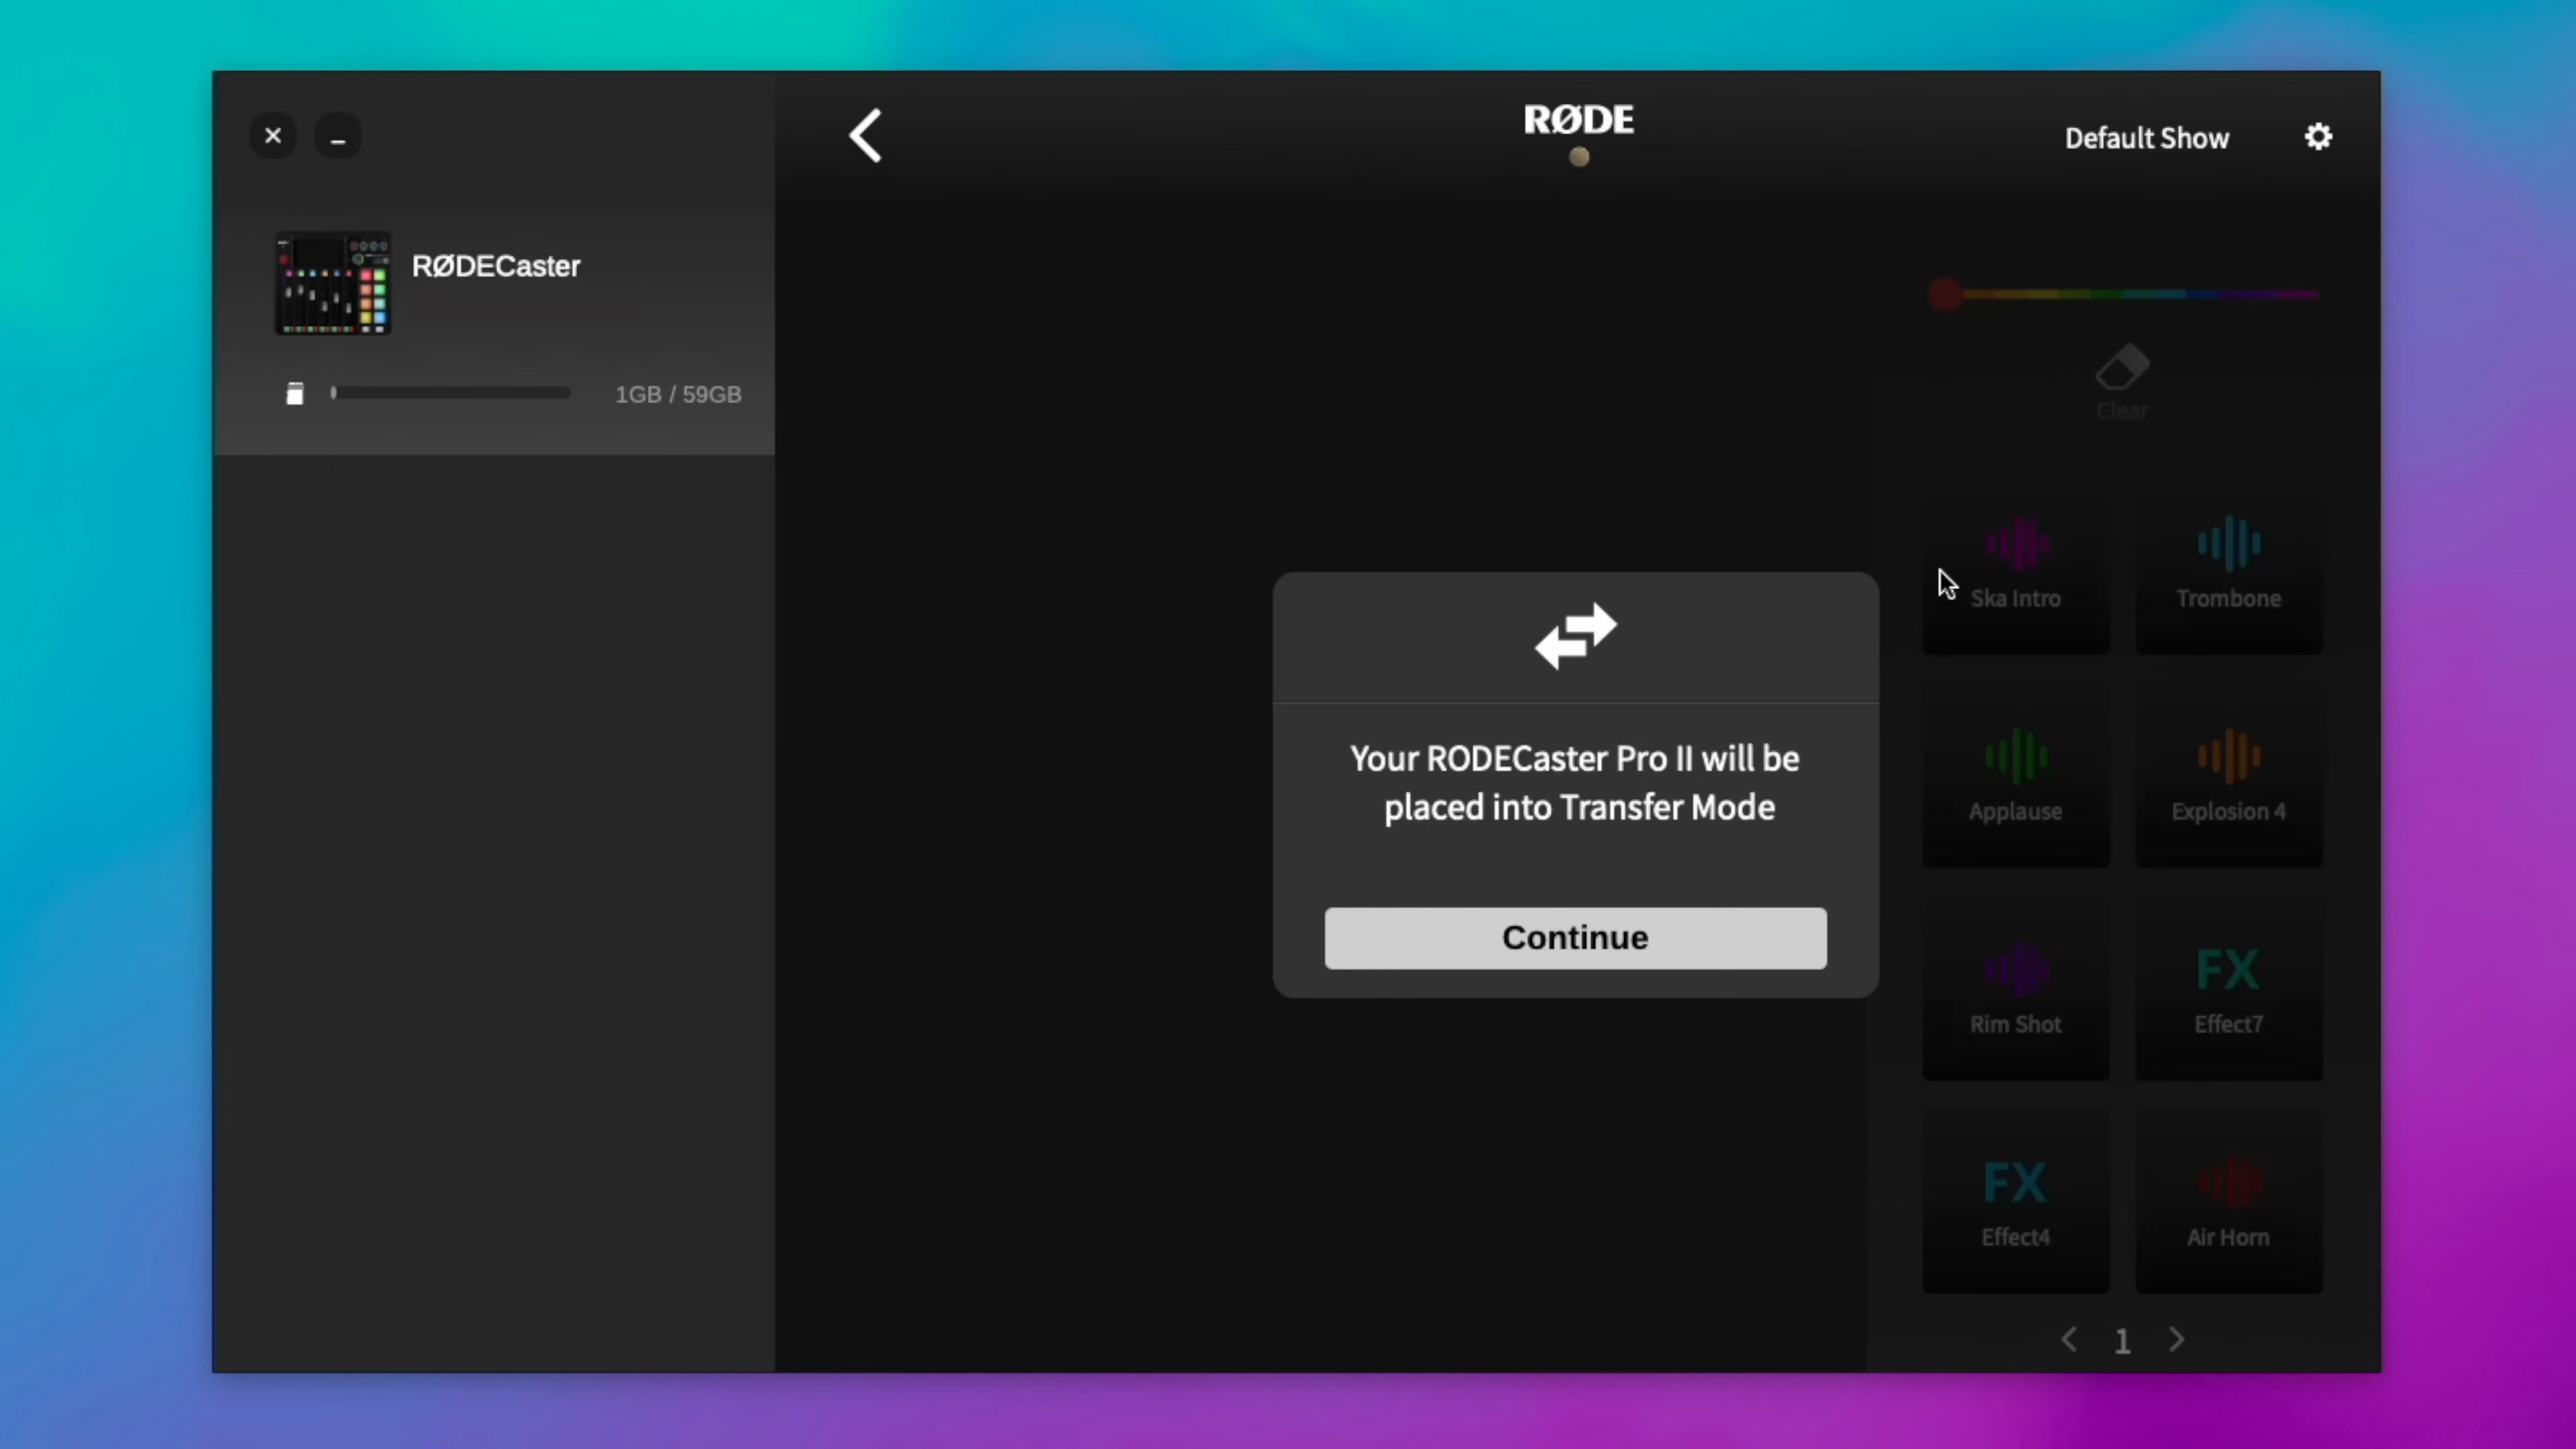 RØDE
Default Show
RØDECaster
1GB / 59GB
Clear
Ska Intro
Trombone
Your RODECaster Pro II will be
placed into Transfer Mode
Applause
Explosion 4
Continue
Rim Shot
FX
Effect7
FX
Effect4
Air Horn
1